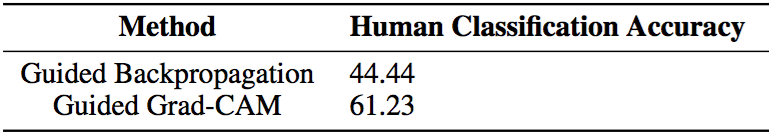 Method Human Classification Accuracy
Guided Backpropagation 44.44
Guided Grad-CAM 61.23